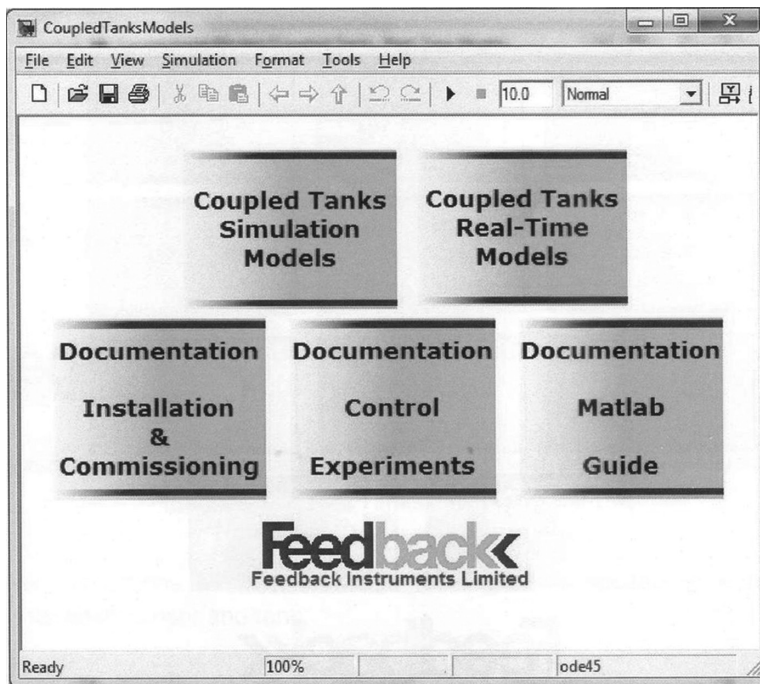 CoupledTanksModels
File Edit View Simulation Format Tools Help
10.0 Normal
Coupled Tanks
Simulation
Models
Coupled Tanks
Real-Time
Models
Documentation
Installation
&
Commissioning
Documentation
Control
Experiments
Documentation
Matlab
Guide
Feedback
Feedback Instruments Limited
Ready 100% ode45